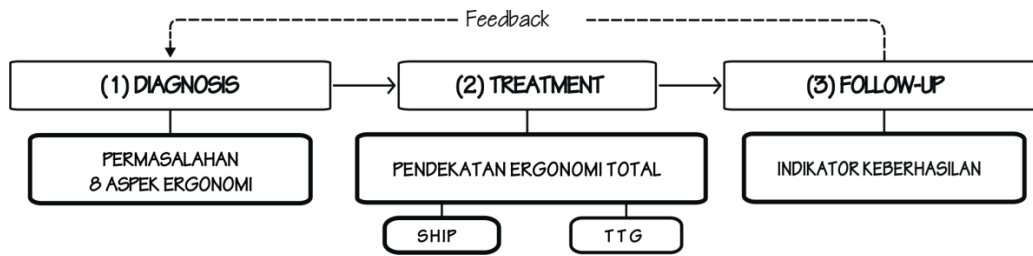 Feedback
(1) DIAGNOSIS
(2) TREATMENT
(3) FOLLOW-UP
PERMASALAHAN
8 ASPEK ERGONOMI
PENDEKATAN ERGONOMI TOTAL
INDIKATOR KEBERHASILAN
SHIP
TTG